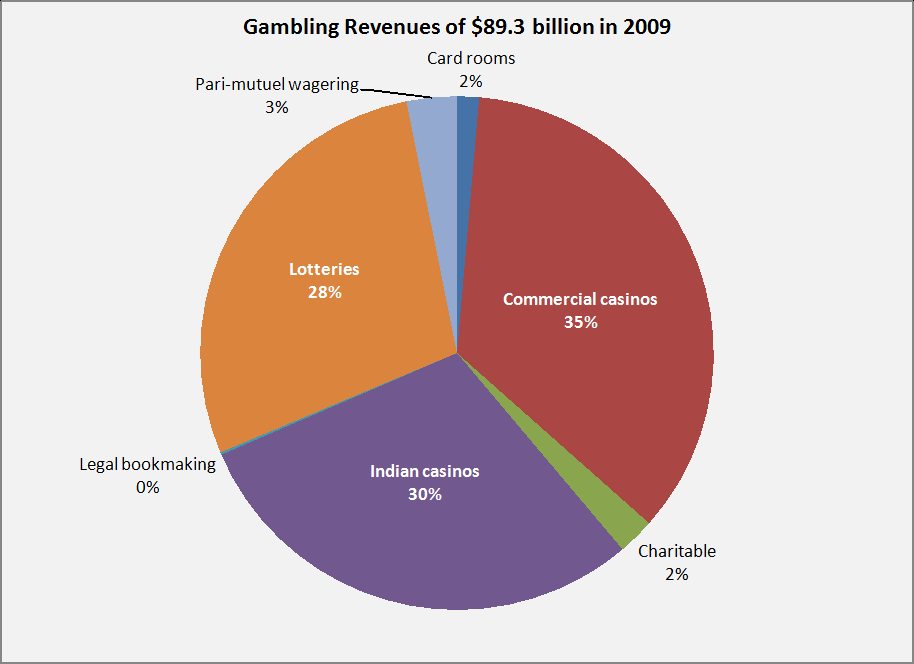 Gambling Revenues of $89.3 billion in 2009
Card rooms
2%
Pari-mutuel wagering
3%
Lotteries
28%
Commercial casinos
35%
Legal bookmaking
0%
Indian casinos
30%
Charitable
2%